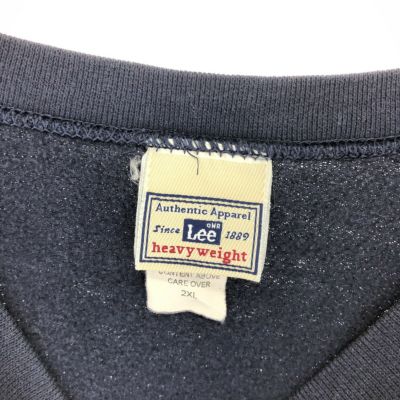 Authentic Apparel
Since Lee 1889
heavyweight
CONTENT ABOVE
CARE OVER
2XL